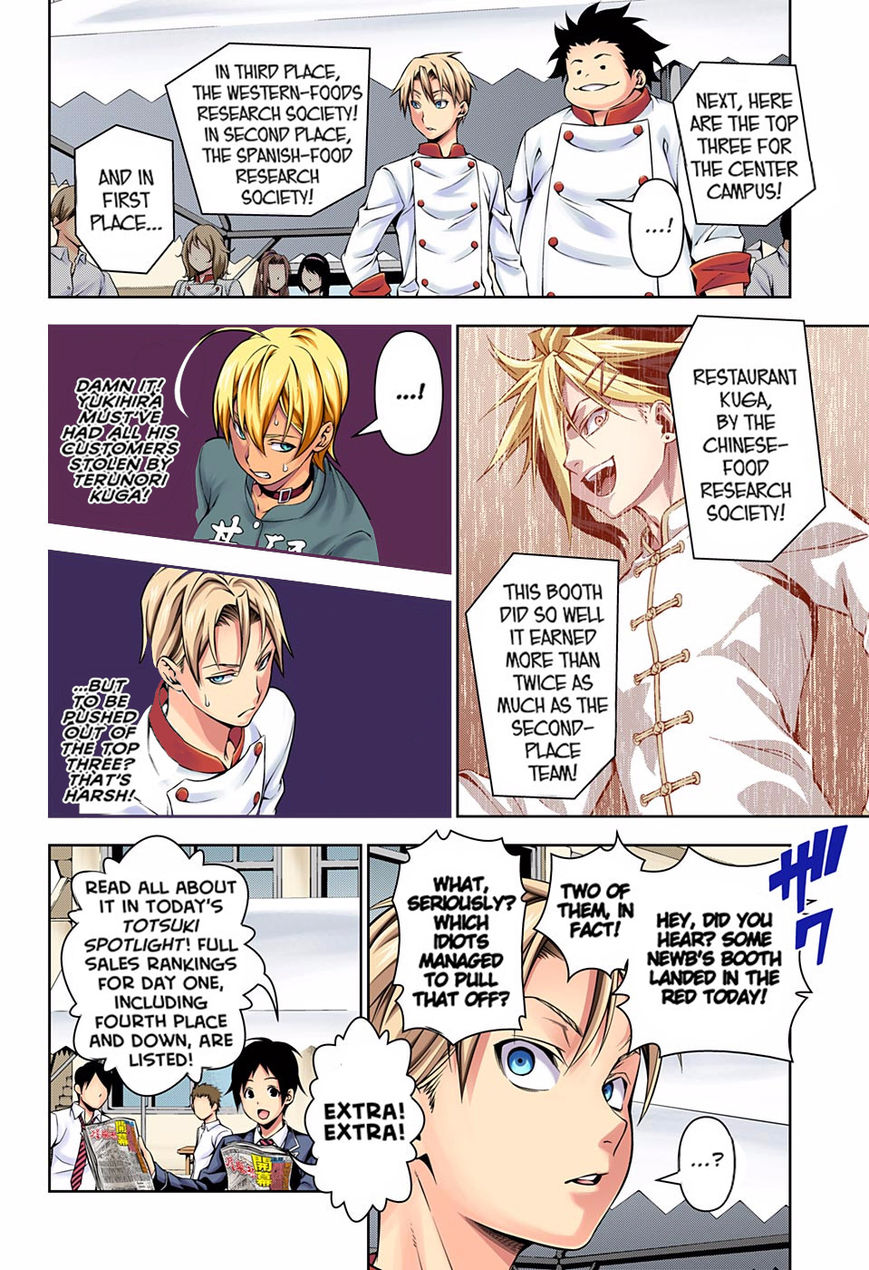 NEXT, HERE
ARE THE TOP
THREE FOR
THE CENTER
CAMPUS!
...!
IN THIRD PLACE,
THE WESTERN-FOODS
RESEARCH SOCIETY!
IN SECOND PLACE,
THE SPANISH-FOOD
RESEARCH
SOCIETY!
AND IN
FIRST
PLACE...
RESTAURANT
KUGA,
BY THE
CHINESE-
FOOD
RESEARCH
SOCIETY!
THIS BOOTH
DID SO WELL
IT EARNED
MORE THAN
TWICE AS
MUCH AS THE
SECOND-
PLACE
TEAM!
...!
DAMN IT!
YUKIHIRA
MUST'VE
HAD ALL HIS
CUSTOMERS
STOLEN BY
TERUNORI
KUGA!
...BUT
TO BE
PUSHED
OUT OF
THE TOP
THREE?
THAT'S
HARSH!
ザワ
HEY, DID YOU
HEAR? SOME
NEWB'S BOOTH
LANDED IN THE
RED TODAY!
TWO OF
THEM, IN
FACT!
WHAT,
SERIOUSLY?
WHICH
IDIOTS
MANAGED
TO PULL
THAT OFF?
...?
EXTRA!
EXTRA!
READ ALL ABOUT
IT IN TODAY'S
TOTSUKI
SPOTLIGHT! FULL
SALES RANKINGS
FOR DAY ONE,
INCLUDING
FOURTH PLACE
AND DOWN, ARE
LISTED!
開幕
開幕